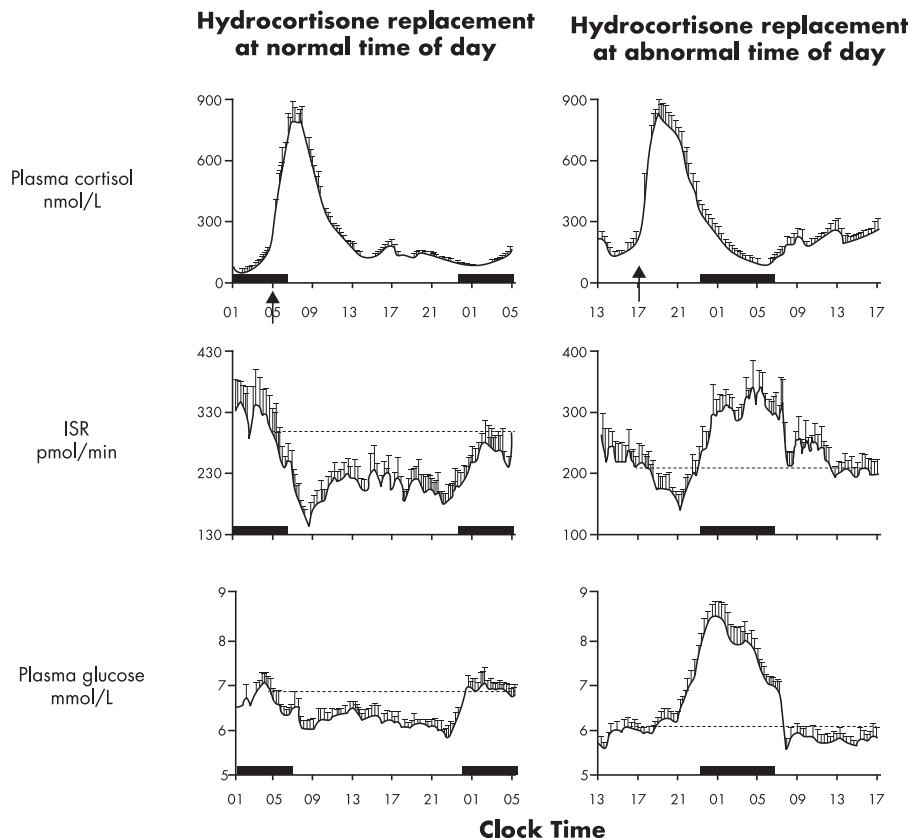 Hydrocortisone replacement
at normal time of day
Hydrocortisone replacement
at abnormal time of day
Plasma cortisol
nmol/L
900
600
300
0
01 05 09 13 17 21 01 05
900
600
300
0
13 17 21 01 05 09 13 17
ISR
pmol/min
430
330
230
130
400
300
200
100
Plasma glucose
mmol/L
9
8
7
6
5
01 05 09 13 17 21 01 05
9
8
7
6
5
13 17 21 01 05 09 13 17
Clock Time